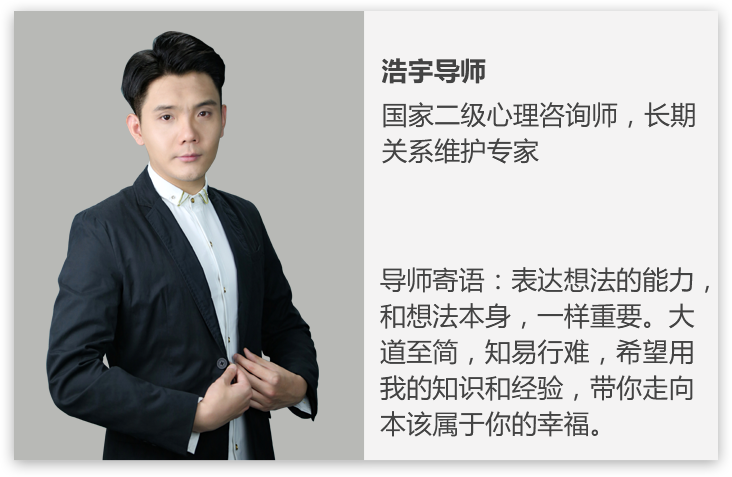 浩宇导师
国家二级心理咨询师，长期
关系维护专家
导师寄语：表达想法的能力，
和想法本身，一样重要。大
道至简，知易行难，希望用
我的知识和经验，带你走向
本该属于你的幸福。